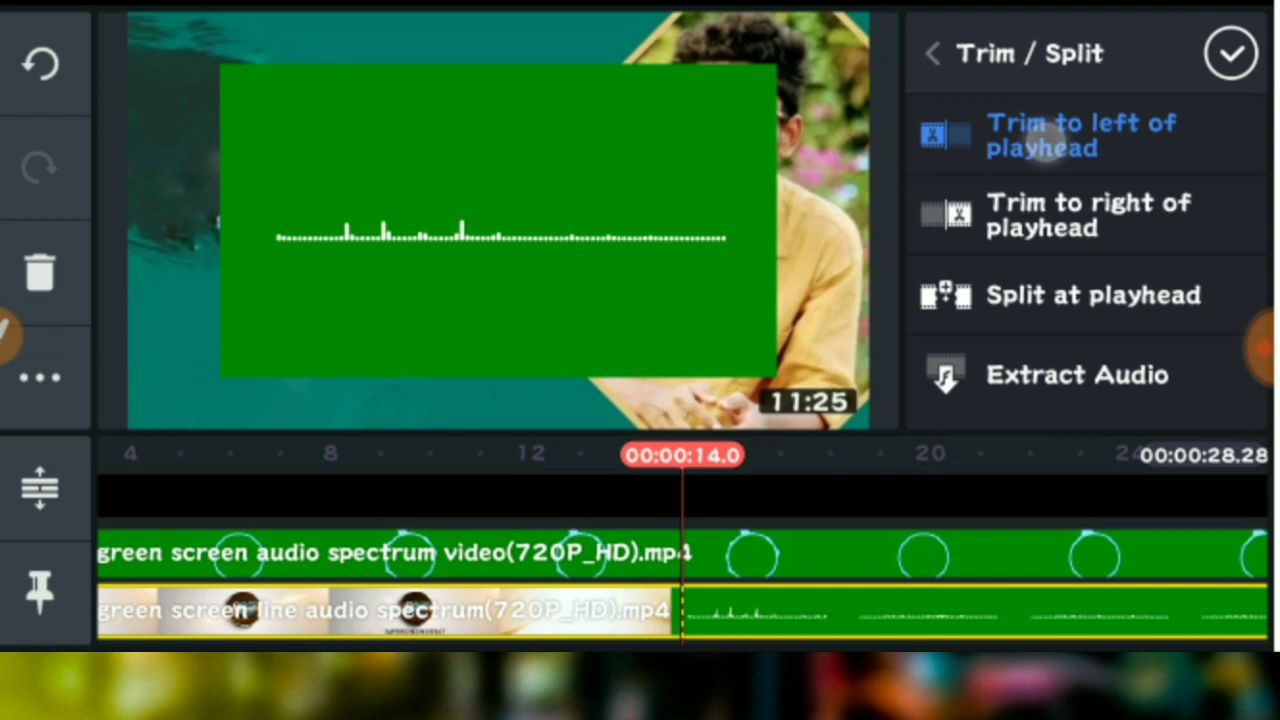 Trim / Split
Trim to left of
playhead
Trim to right of
playhead
Split at playhead
Extract Audio
11:25
4
8
12
00:00:14.0
20
24
00:00:28.28
green screen audio spectrum video(720P_HD).mp4
green screen line audio spectrum(720P_HD).mp4